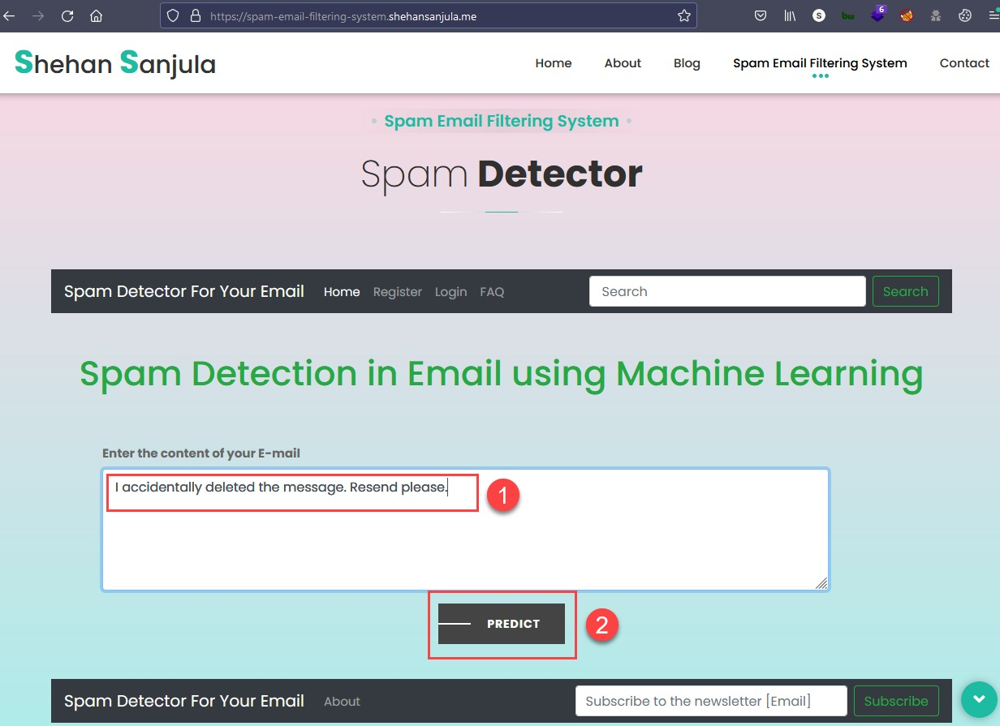 https://spam-email-filtering-system.shehansanjula.me
S
bw
6
Shehan Sanjula
Home About Blog Spam Email Filtering System Contact
Spam Email Filtering System
Spam Detector
Spam Detector For Your Email Home Register Login FAQ Search Search
Spam Detection in Email using Machine Learning
Enter the content of your E-mail
I accidentally deleted the message. Resend please.
1
PREDICT
2
Spam Detector For Your Email About Subscribe to the newsletter [Email] Subscribe